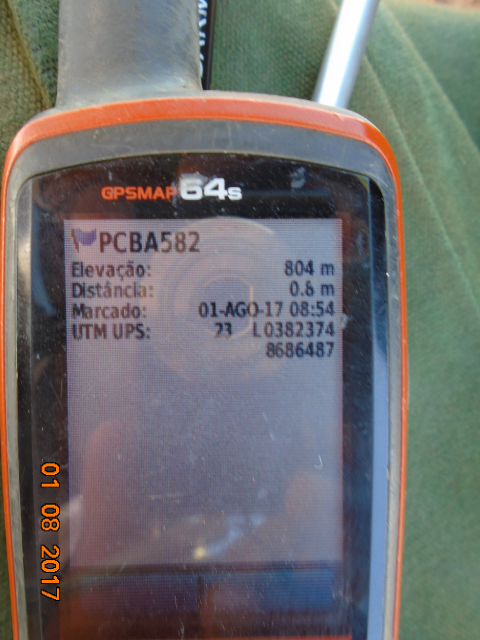 GPSMAP 64s
PCBA582
Elevação: 804 m
Distância: 0.6 m
Marcado: 01-AGO-17 08:54
UTM UPS: 23 L0382374
8686487
01 08 2017